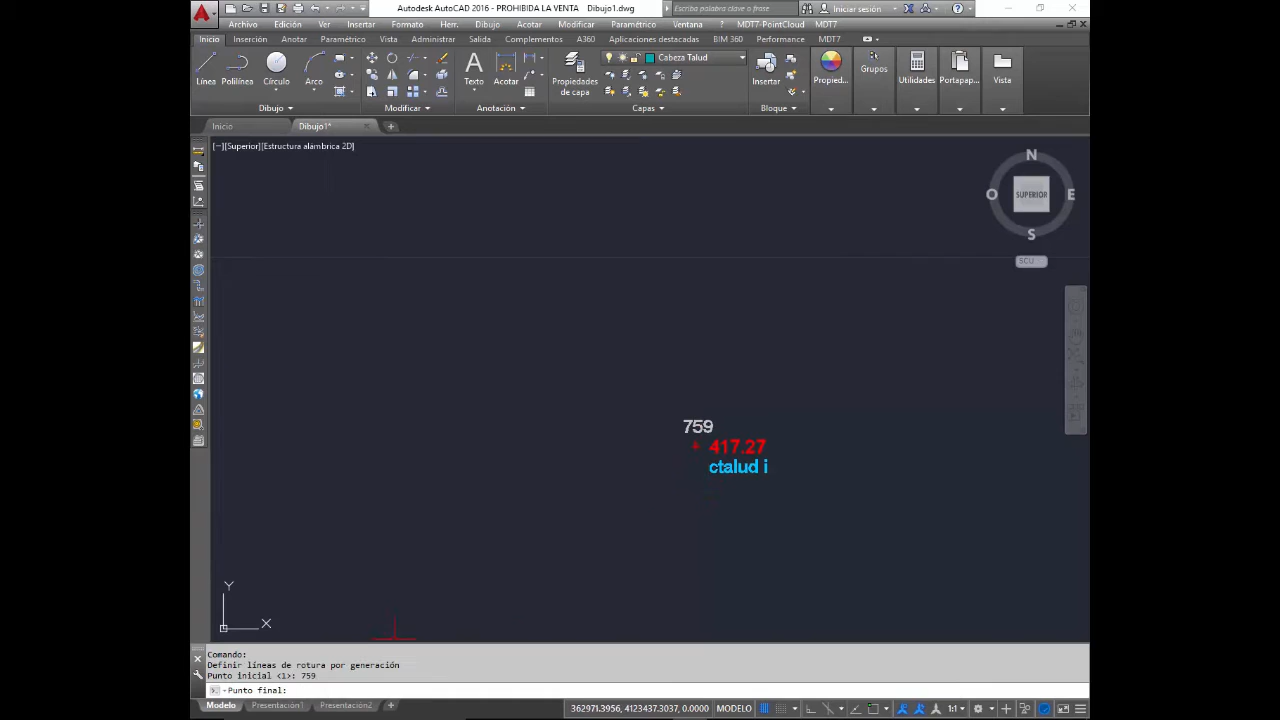 Autodesk AutoCAD 2016 - PROHIBIDA LA VENTA Dibujo1.dwg
Escriba palabra clave o frase.
Iniciar sesión
Archivo Edición Ver Insertar Formato Herr. Dibujo Acotar Modificar Paramétrico Ventana ? MDT7-PointCloud MDT7
Inicio Inserción Anotar Paramétrico Vista Administrar Salida Complementos A360 Aplicaciones destacadas BIM 360 Performance MDT7
Cabeza Talud
Línea Polilínea Círculo Arco
Texto Acotar
Propiedades de capa
Insertar
Propied... Grupos Utilidades Portapap... Vista
Dibujo Modificar Anotación Capas Bloque
Inicio Dibujo1*
[−][Superior][Estructura alámbrica 2D]
N
O SUPERIOR E
S
SCU
759
417.27
ctalud i
Y
X
Comando:
Definir líneas de rotura por generación
Punto inicial <1>: 759
Punto final:
Modelo Presentación1 Presentación2
362971.3956, 4123437.3037, 0.0000 MODELO
1:1